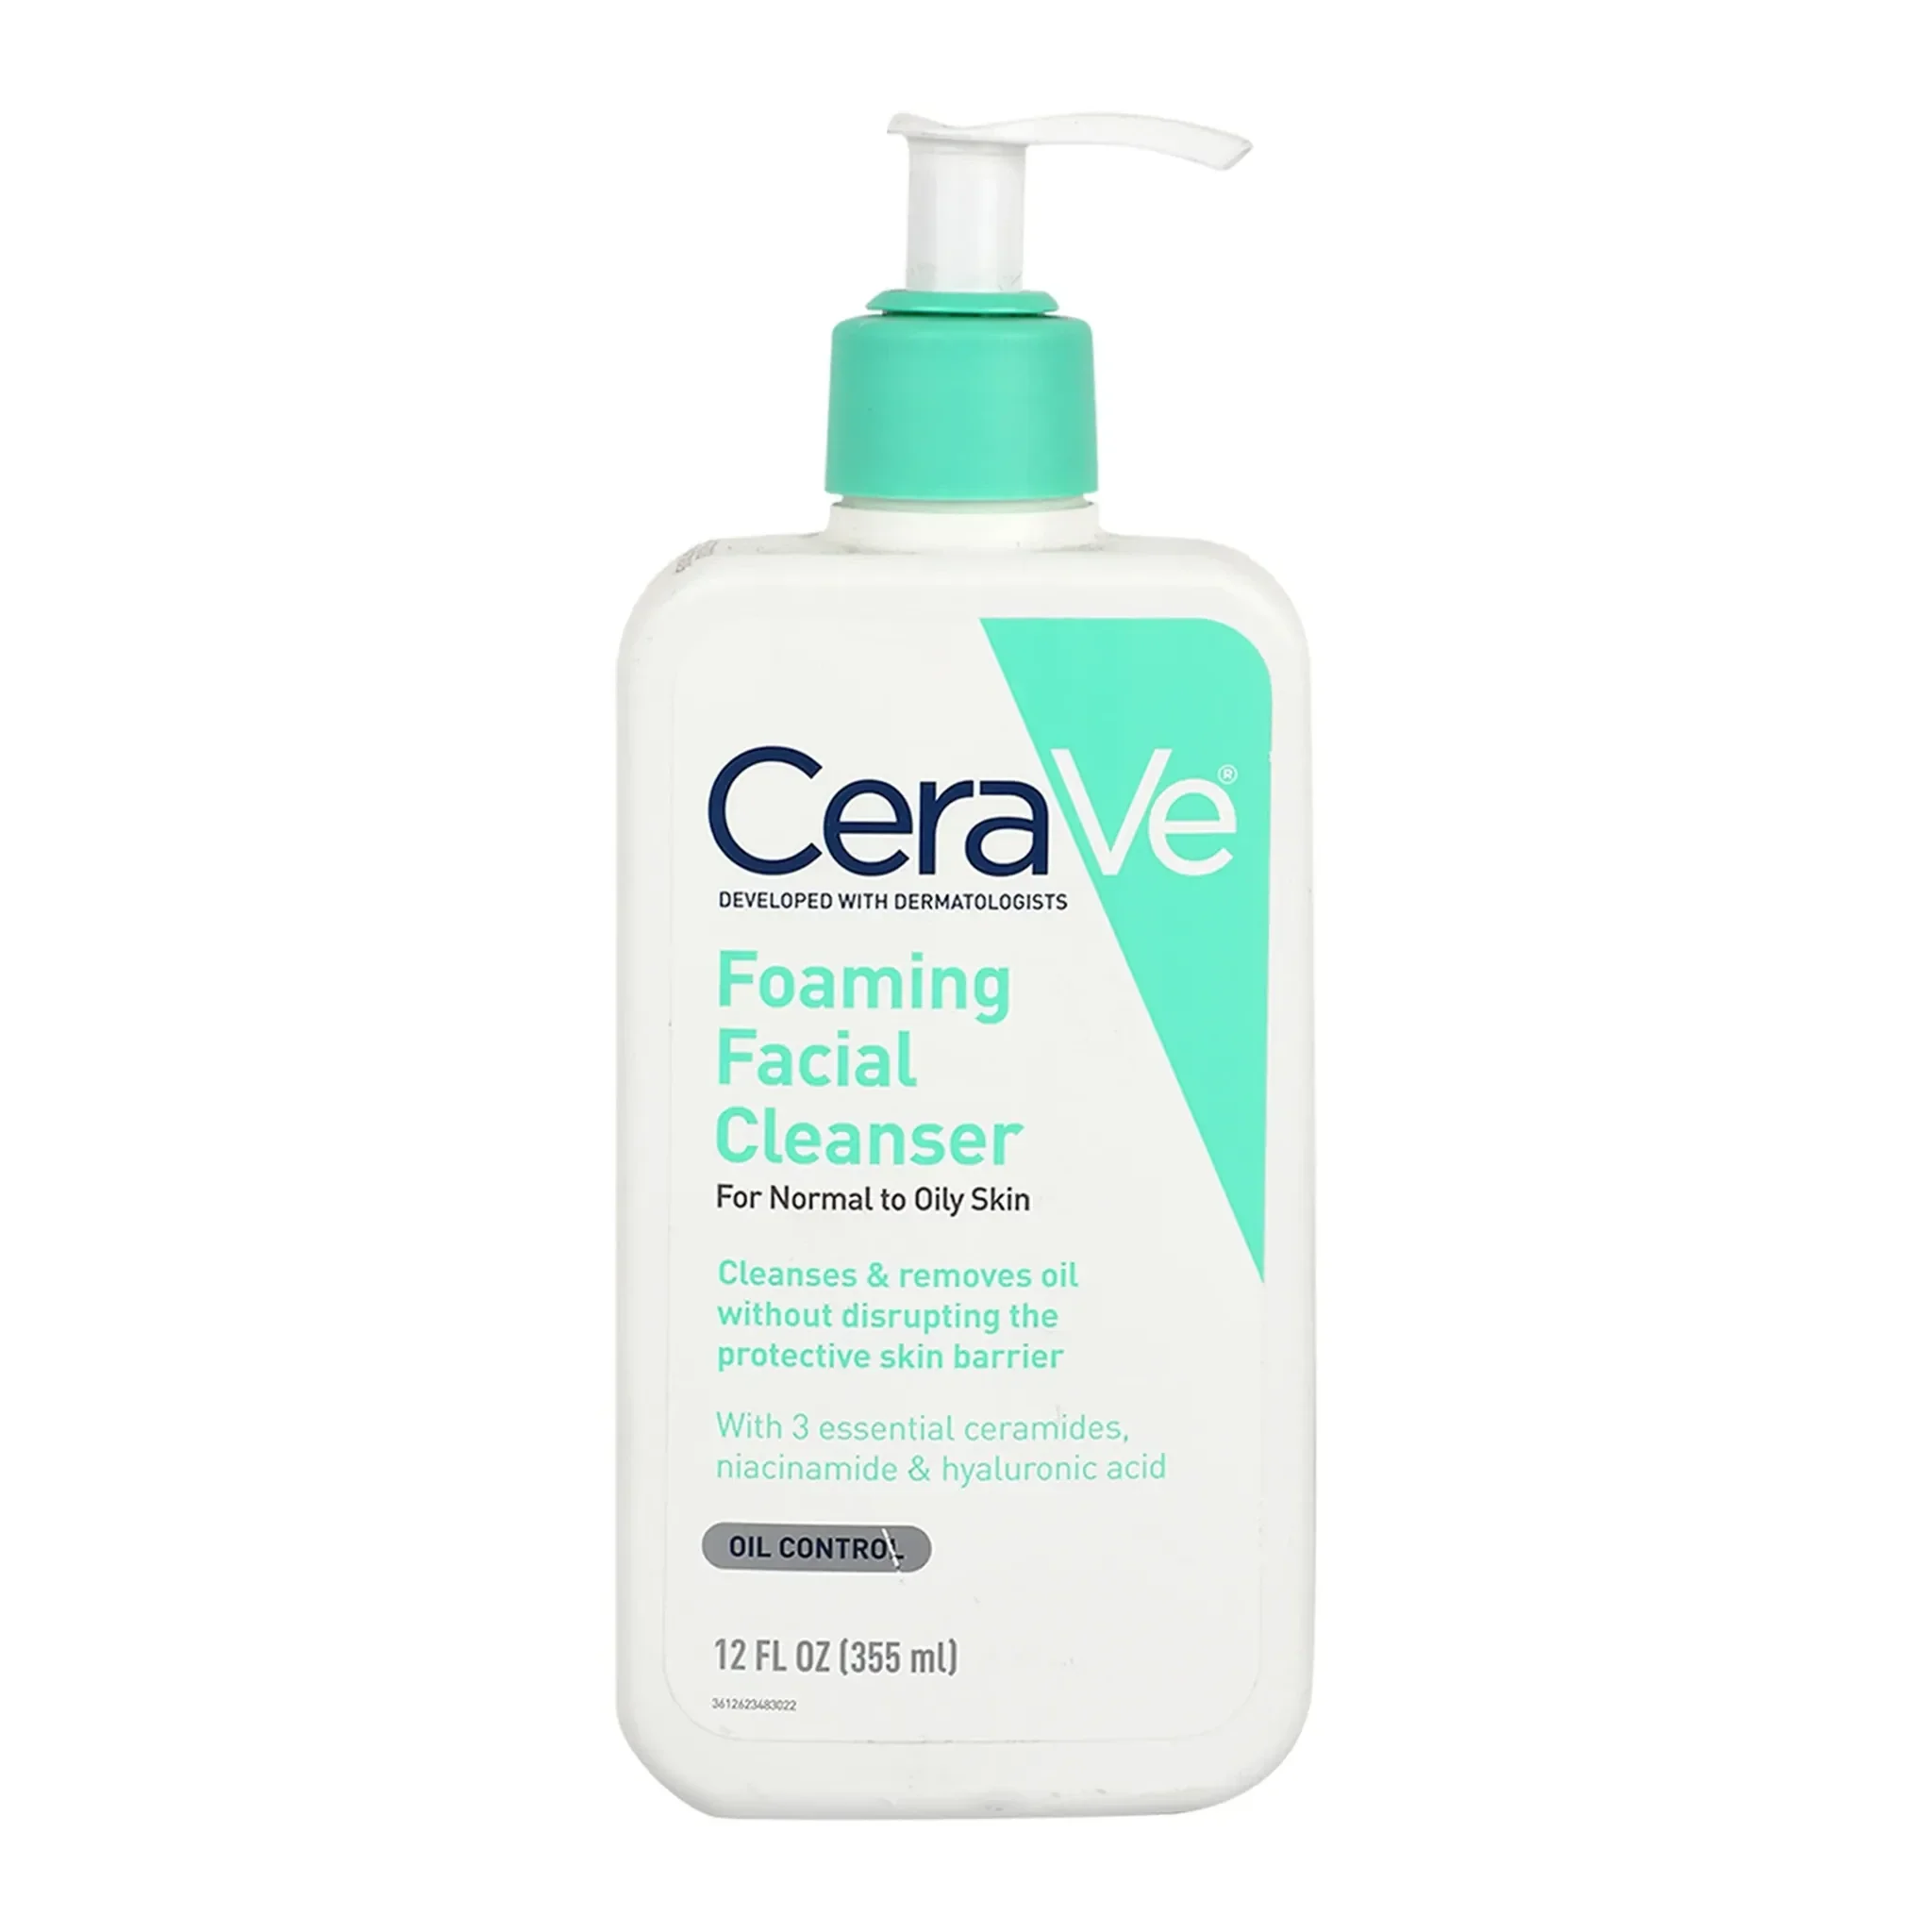 CeraVe®
DEVELOPED WITH DERMATOLOGISTS
Foaming
Facial
Cleanser
For Normal to Oily Skin
Cleanses & removes oil
without disrupting the
protective skin barrier
With 3 essential ceramides,
niacinamide & hyaluronic acid
OIL CONTROL
12 FL OZ (355 ml)
3612623483022